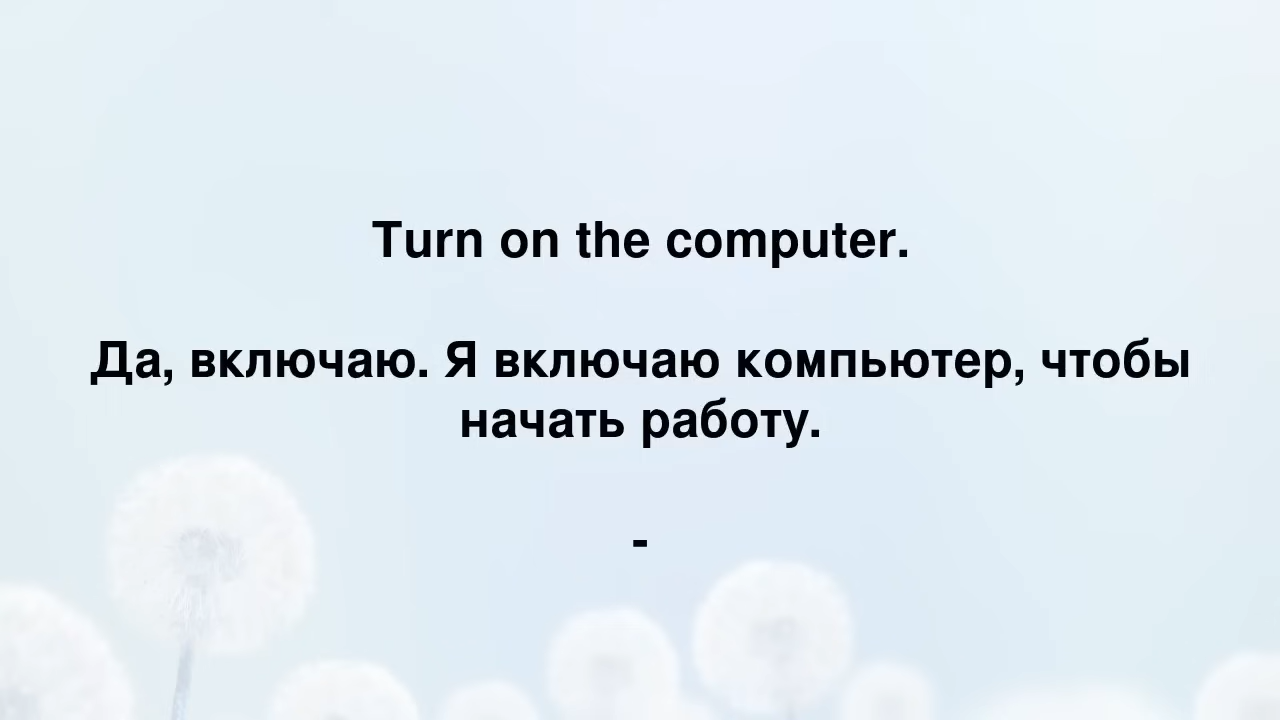 Turn on the computer.
Да, включаю. Я включаю компьютер, чтобы
начать работу.
-